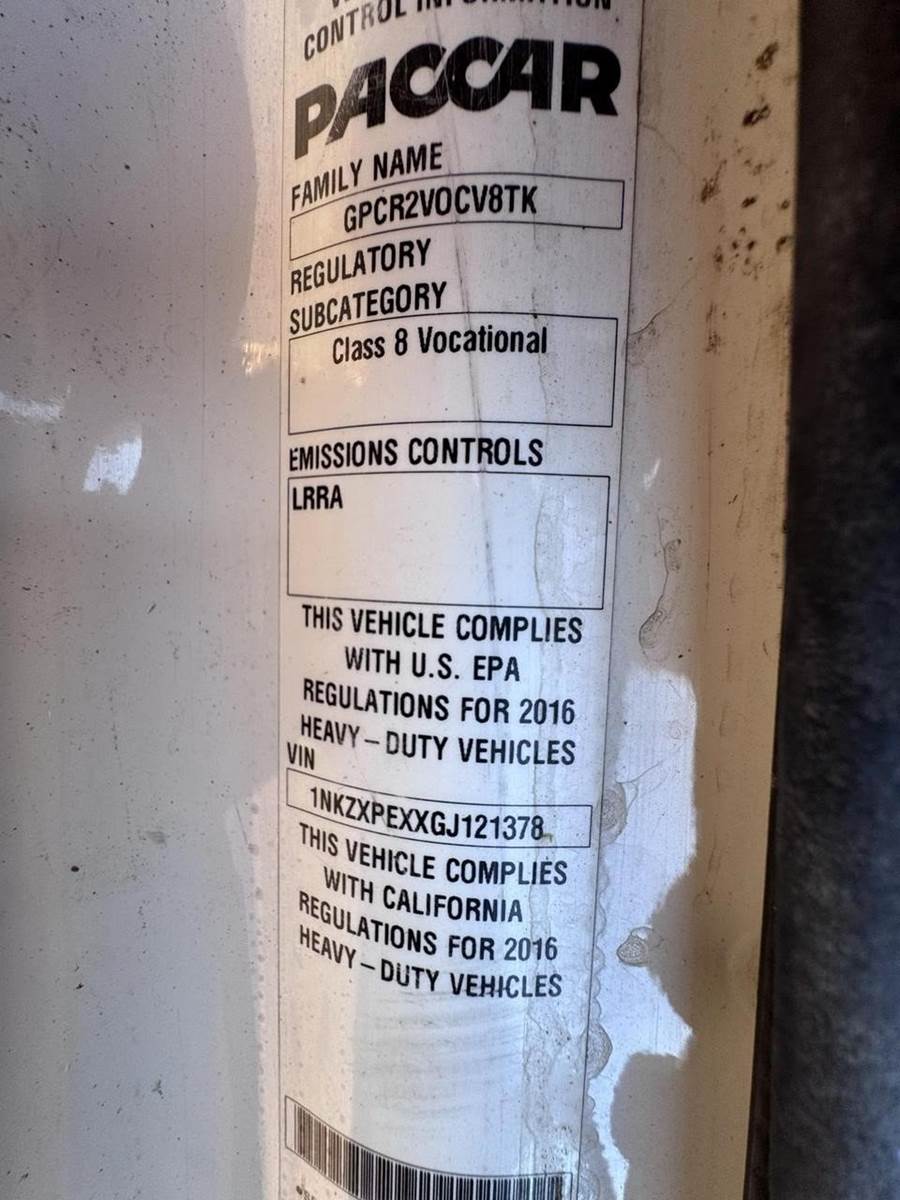 CONTROL INFORMATION
PACCAR
FAMILY NAME
GPCR2VOCV8TK
REGULATORY
SUBCATEGORY
Class 8 Vocational
EMISSIONS CONTROLS
LRRA
THIS VEHICLE COMPLIES
WITH U.S. EPA
REGULATIONS FOR 2016
HEAVY-DUTY VEHICLES
VIN
1NKZXPEXXGJ121378
THIS VEHICLE COMPLIES
WITH CALIFORNIA
REGULATIONS FOR 2016
HEAVY-DUTY VEHICLES